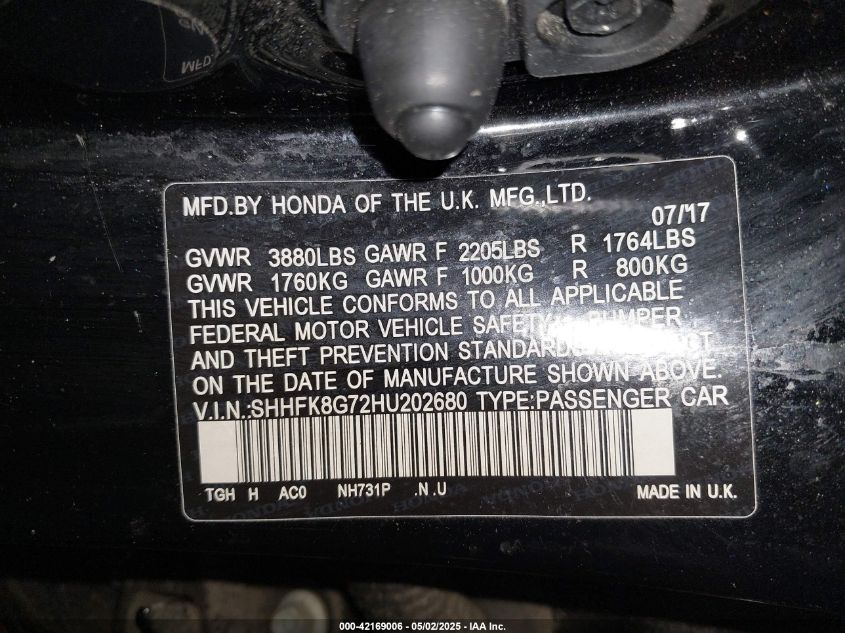 MFD.BY HONDA OF THE U.K. MFG.,LTD.
07/17
GVWR 3880LBS GAWR F 2205LBS R 1764LBS
GVWR 1760KG GAWR F 1000KG R 800KG
THIS VEHICLE CONFORMS TO ALL APPLICABLE
FEDERAL MOTOR VEHICLE SAFETY, BUMPER
AND THEFT PREVENTION STANDARDS
ON THE DATE OF MANUFACTURE SHOWN ABOVE.
V.I.N.:SHHFK8G72HU202680 TYPE:PASSENGER CAR
TGH H AC0 NH731P .N .U MADE IN U.K.
000-42169006 - 05/02/2025 - IAA Inc.